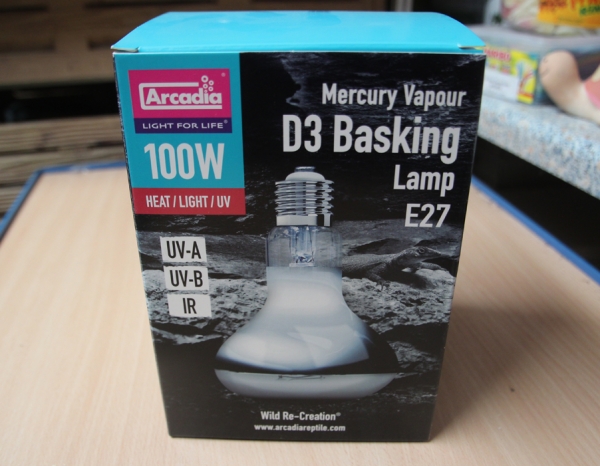 Arcadia®
LIGHT FOR LIFE®
100W
HEAT / LIGHT / UV
Mercury Vapour
D3 Basking
Lamp
E27
UV-A
UV-B
IR
Wild Re-Creation®
www.arcadiareptile.com